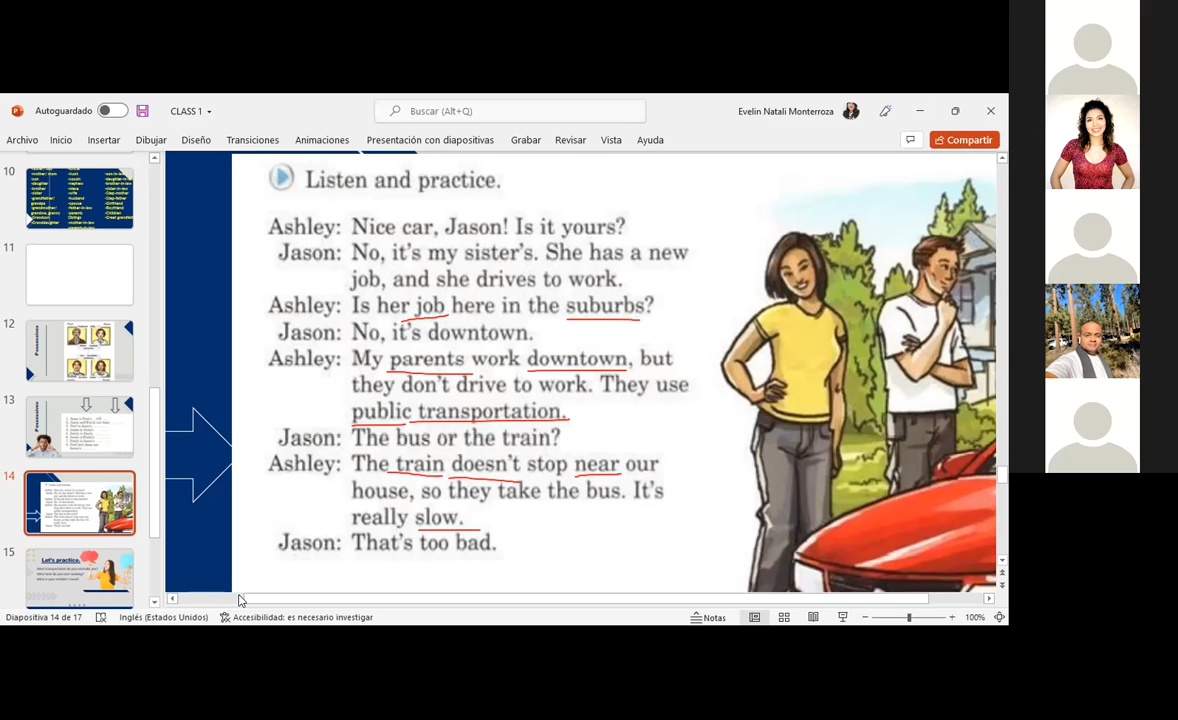 Autoguardado
CLASS 1
Buscar (Alt+Q)
Evelin Natali Monterroza
Archivo Inicio Insertar Dibujar Diseño Transiciones Animaciones Presentación con diapositivas Grabar Revisar Vista Ayuda
Compartir
10
11
12
13
14
15
Let's practice.
Listen and practice.
Ashley: Nice car, Jason! Is it yours?
Jason: No, it's my sister's. She has a new
job, and she drives to work.
Ashley: Is her job here in the suburbs?
Jason: No, it's downtown.
Ashley: My parents work downtown, but
they don't drive to work. They use
public transportation.
Jason: The bus or the train?
Ashley: The train doesn't stop near our
house, so they take the bus. It's
really slow.
Jason: That's too bad.
Diapositiva 14 de 17
Inglés (Estados Unidos)
Accesibilidad: es necesario investigar
Notas
100%